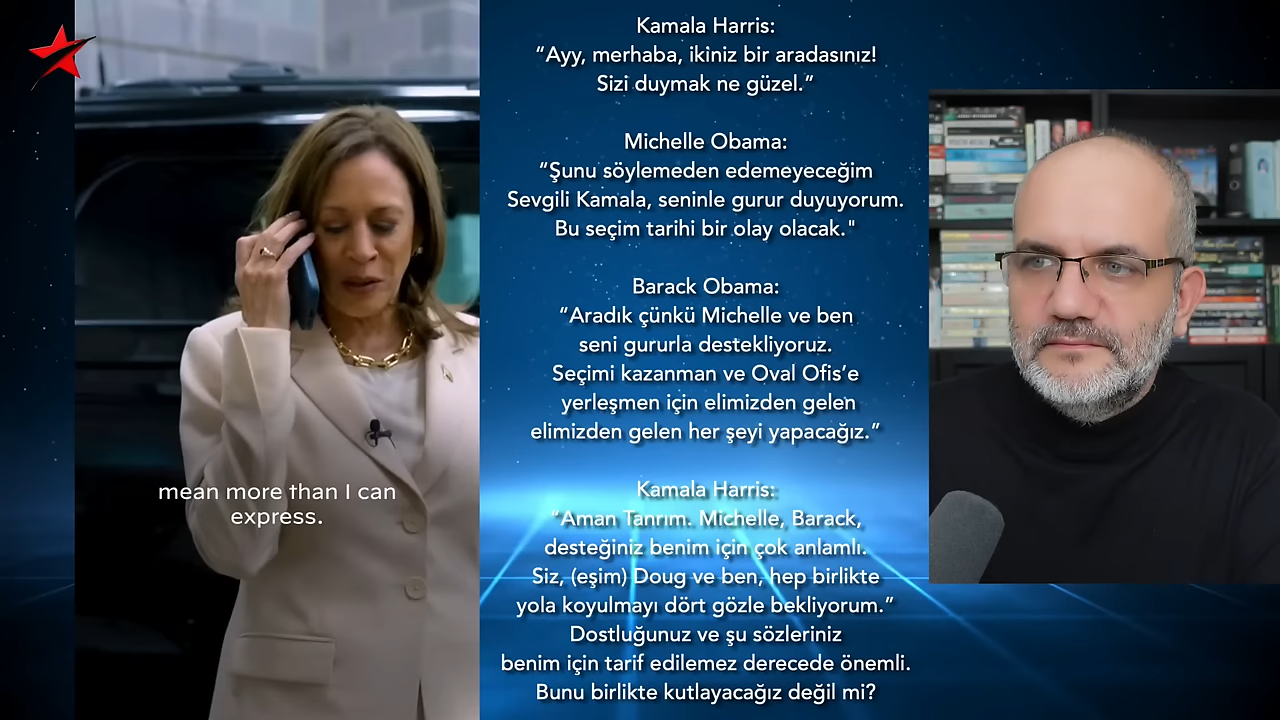 Kamala Harris:
“Ayy, merhaba, ikiniz bir aradasınız!
Sizi duymak ne güzel.”
Michelle Obama:
“Şunu söylemeden edemeyeceğim
Sevgili Kamala, seninle gurur duyuyorum.
Bu seçim tarihi bir olay olacak."
Barack Obama:
“Aradık çünkü Michelle ve ben
seni gururla destekliyoruz.
Seçimi kazanman ve Oval Ofis’e
yerleşmen için elimizden gelen
elimizden gelen her şeyi yapacağız.”
Kamala Harris:
“Aman Tanrım. Michelle, Barack,
desteğiniz benim için çok anlamlı.
Siz, (eşim) Doug ve ben, hep birlikte
yola koyulmayı dört gözle bekliyorum.”
Dostluğunuz ve şu sözleriniz
benim için tarif edilemez derecede önemli.
Bunu birlikte kutlayacağız değil mi?
mean more than I can
express.